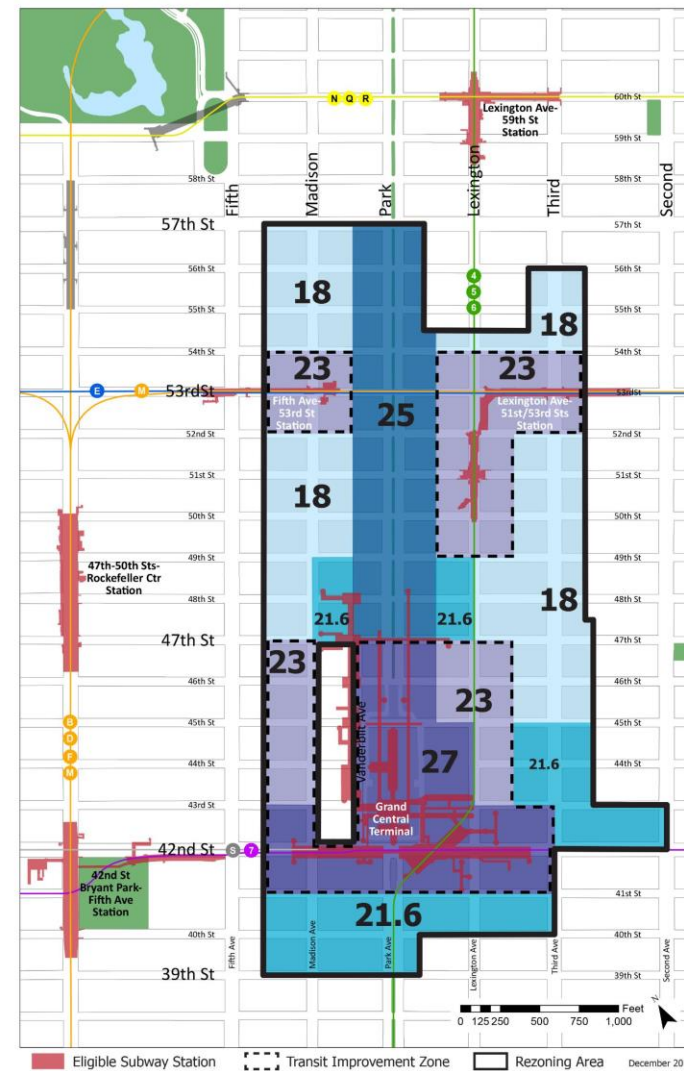 N Q R
60th St
Lexington Ave-
59th St
Station
59th St
58th St
Fifth
Madison
Park
Lexington
Third
Second
57th St
57th St
56th St
56th St
4
5
6
18
18
55th St
55th St
54th St
54th St
23
23
E
M
53rdSt
53rdSt
Fifth Ave-
53rd St
Station
25
Lexington Ave-
51st/53rd Sts
Station
52nd St
52nd St
51st St
51st St
18
50th St
50th St
49th St
49th St
47th-50th Sts-
Rockefeller Ctr
Station
48th St
21.6
21.6
18
48th St
47th St
47th St
23
23
46th St
46th St
Vanderbilt Ave
B
D
F
M
45th St
45th St
27
21.6
44th St
44th St
43rd St
43rd St
Grand
Central
Terminal
S
7
42nd St
42nd St
42nd St
Bryant Park-
Fifth Ave
Station
41st St
21.6
40th St
40th St
Fifth Ave
Madison Ave
Park Ave
Lexington Ave
Third Ave
Second Ave
39th St
39th St
Feet
0 125 250 500 750 1,000
N
Eligible Subway Station
Transit Improvement Zone
Rezoning Area
December 20